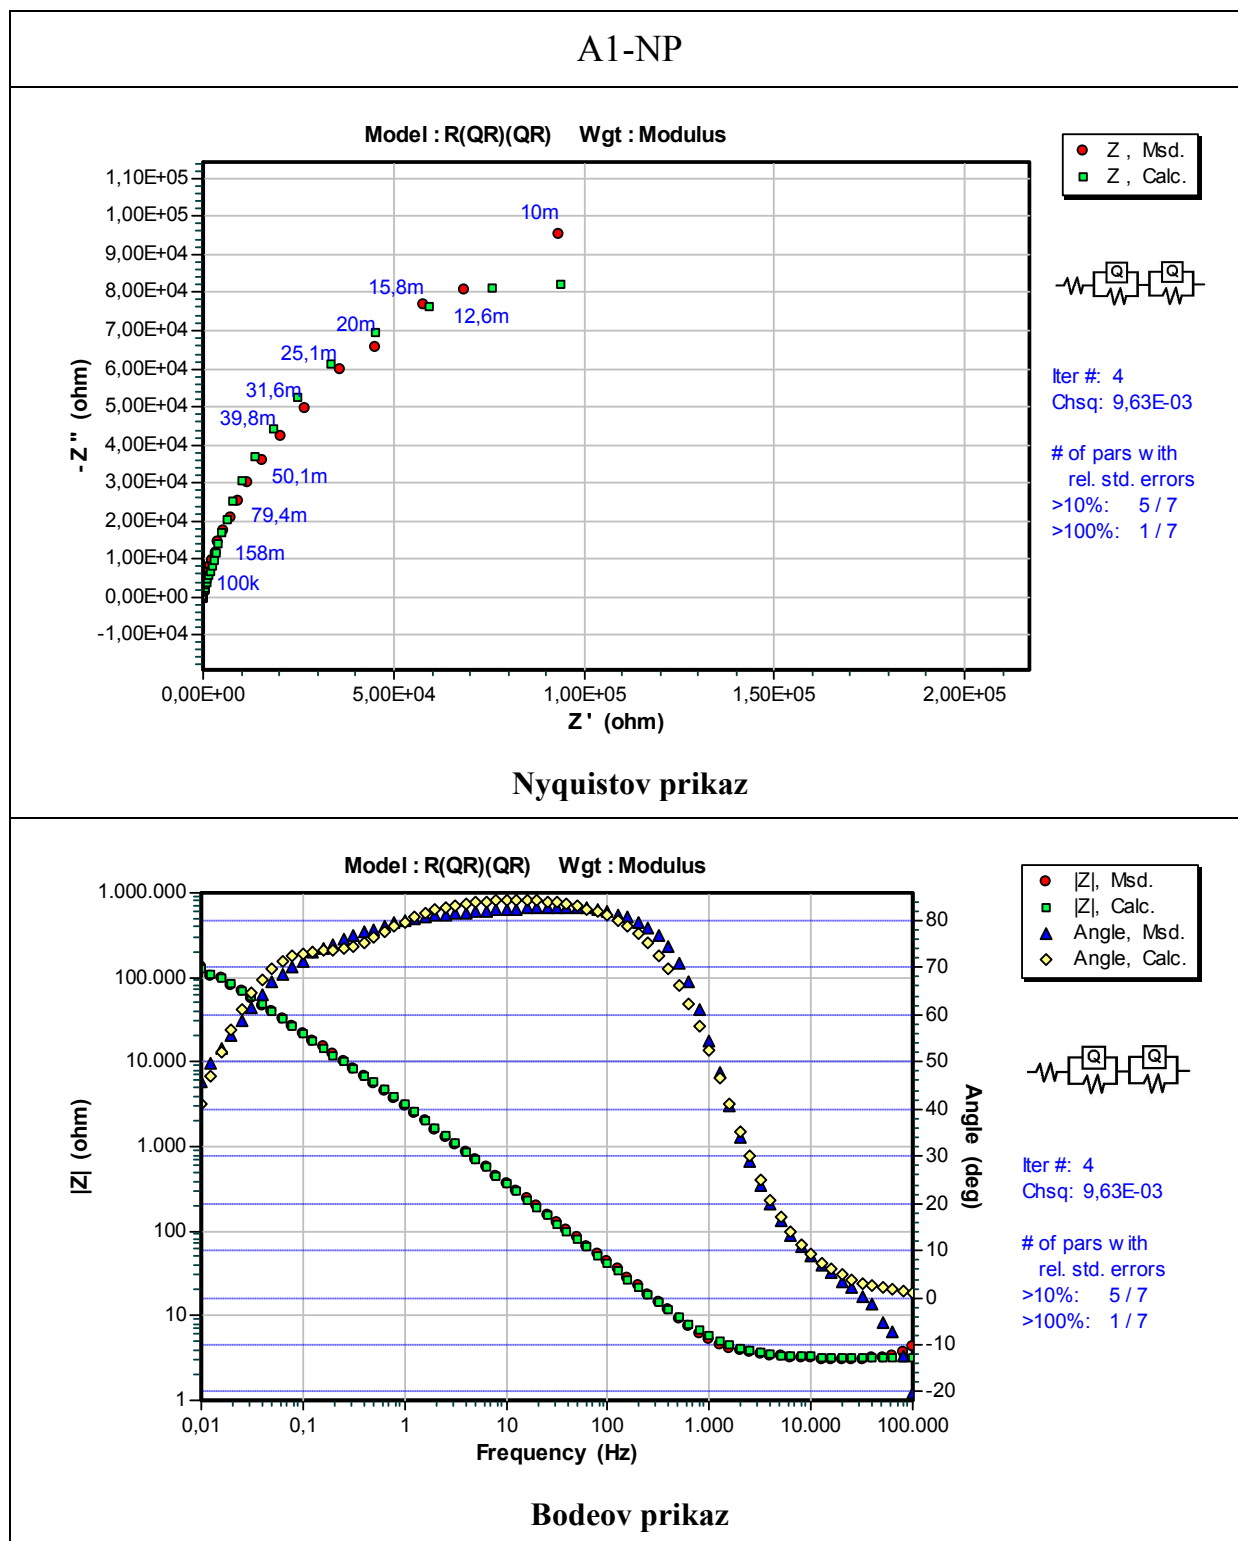 A1-NP
Model : R(QR)(QR) Wgt : Modulus
Z , Msd.
Z , Calc.
1,10E+05
1,00E+05
9,00E+04
8,00E+04
7,00E+04
6,00E+04
5,00E+04
4,00E+04
3,00E+04
2,00E+04
1,00E+04
0,00E+00
-1,00E+04
-Z'' (ohm)
10m
15,8m
12,6m
20m
25,1m
31,6m
39,8m
50,1m
79,4m
158m
100k
0,00E+00 5,00E+04 1,00E+05 1,50E+05 2,00E+05
Z' (ohm)
Q Q
Iter #: 4
Chsq: 9,63E-03
# of pars with
rel. std. errors
>10%: 5 / 7
>100%: 1 / 7
Nyquistov prikaz
Model : R(QR)(QR) Wgt : Modulus
|Z|, Msd.
|Z|, Calc.
Angle, Msd.
Angle, Calc.
1.000.000
100.000
10.000
1.000
100
10
1
|Z| (ohm)
80
70
60
50
40
30
20
10
0
-10
-20
Angle (deg)
0,01 0,1 1 10 100 1.000 10.000 100.000
Frequency (Hz)
Q Q
Iter #: 4
Chsq: 9,63E-03
# of pars with
rel. std. errors
>10%: 5 / 7
>100%: 1 / 7
Bodeov prikaz